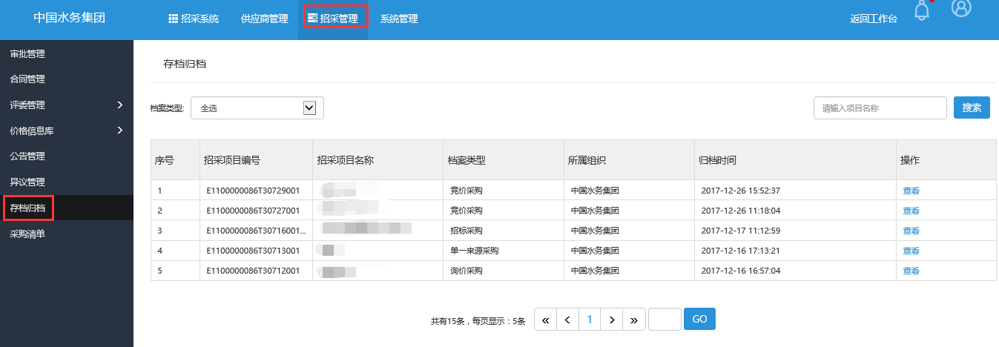 中国水务集团 招采系统 供应商管理 招采管理 系统管理 返回工作台
审批管理
合同管理
评委管理
价格信息库
公告管理
异议管理
存档归档
采购清单
存档归档
档案类型: 全选 请输入项目名称 搜索
序号 招采项目编号 招采项目名称 档案类型 所属组织 归档时间 操作
1 E1100000086T30729001 竞价采购 中国水务集团 2017-12-26 15:52:37 查看
2 E1100000086T30727001 竞价采购 中国水务集团 2017-12-26 11:18:04 查看
3 E1100000086T30716001... 招标采购 中国水务集团 2017-12-17 11:12:59 查看
4 E1100000086T30713001 单一来源采购 中国水务集团 2017-12-16 17:13:21 查看
5 E1100000086T30712001 询价采购 中国水务集团 2017-12-16 16:57:04 查看
共有15条，每页显示：5条 « < 1 > » GO